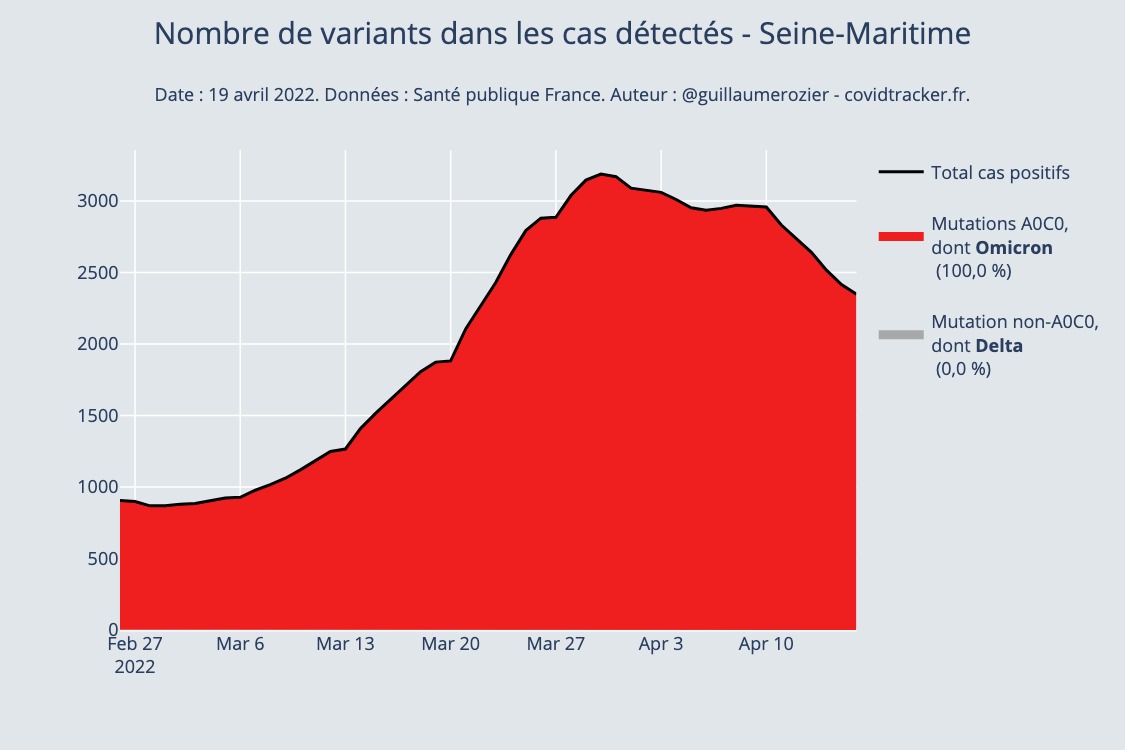 Nombre de variants dans les cas détectés - Seine-Maritime
Date : 19 avril 2022. Données : Santé publique France. Auteur : @guillaumerozier - covidtracker.fr.
Total cas positifs
Mutations A0C0,
dont Omicron
(100,0 %)
Mutation non-A0C0,
dont Delta
(0,0 %)
3000
2500
2000
1500
1000
500
0
Feb 27 Mar 6 Mar 13 Mar 20 Mar 27 Apr 3 Apr 10
2022